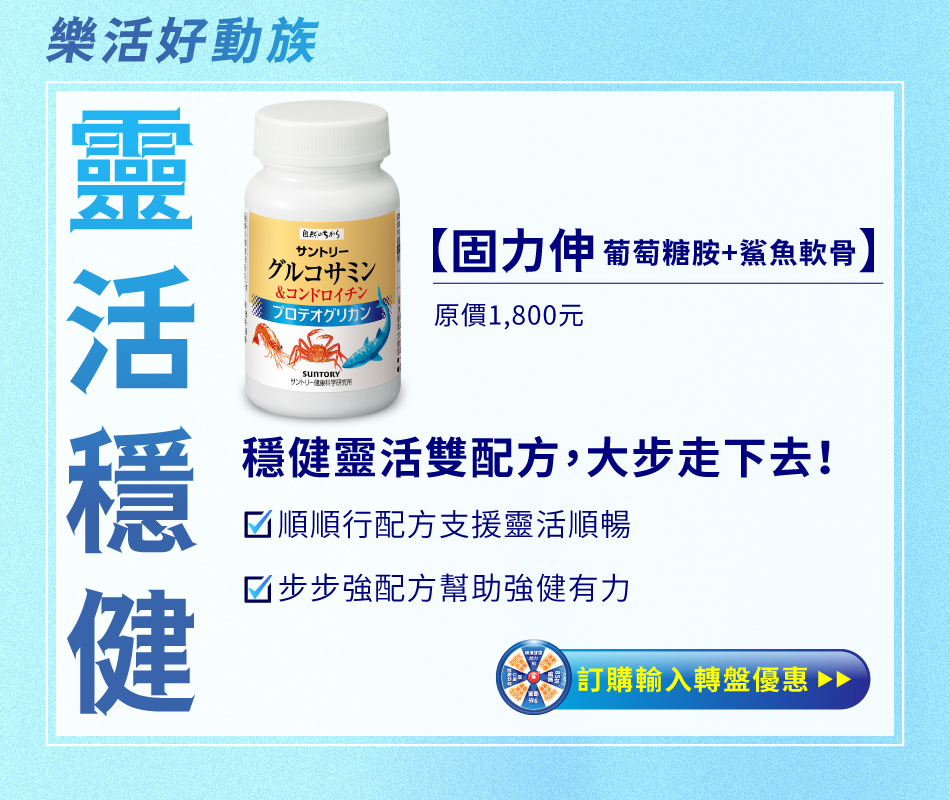 樂活好動族
靈活穩健
自然のちから
サントリー
グルコサミン
&コンドロイチン
プロテオグリカン
SUNTORY
サントリー健康科学研究所
【固力伸 葡萄糖胺+鯊魚軟骨】
原價1,800元
穩健靈活雙配方，大步走下去！
順順行配方支援靈活順暢
步步強配方幫助強健有力
訂購輸入轉盤優惠